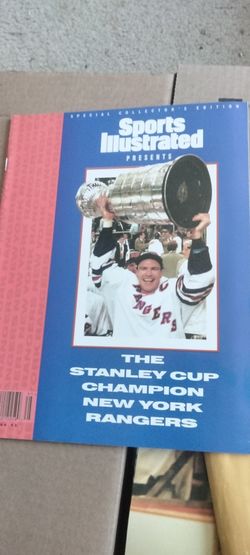 SPECIAL COLLECTOR'S EDITION
Sports
Illustrated
PRESENTS
RANGERS
THE
STANLEY CUP
CHAMPION
NEW YORK
RANGERS